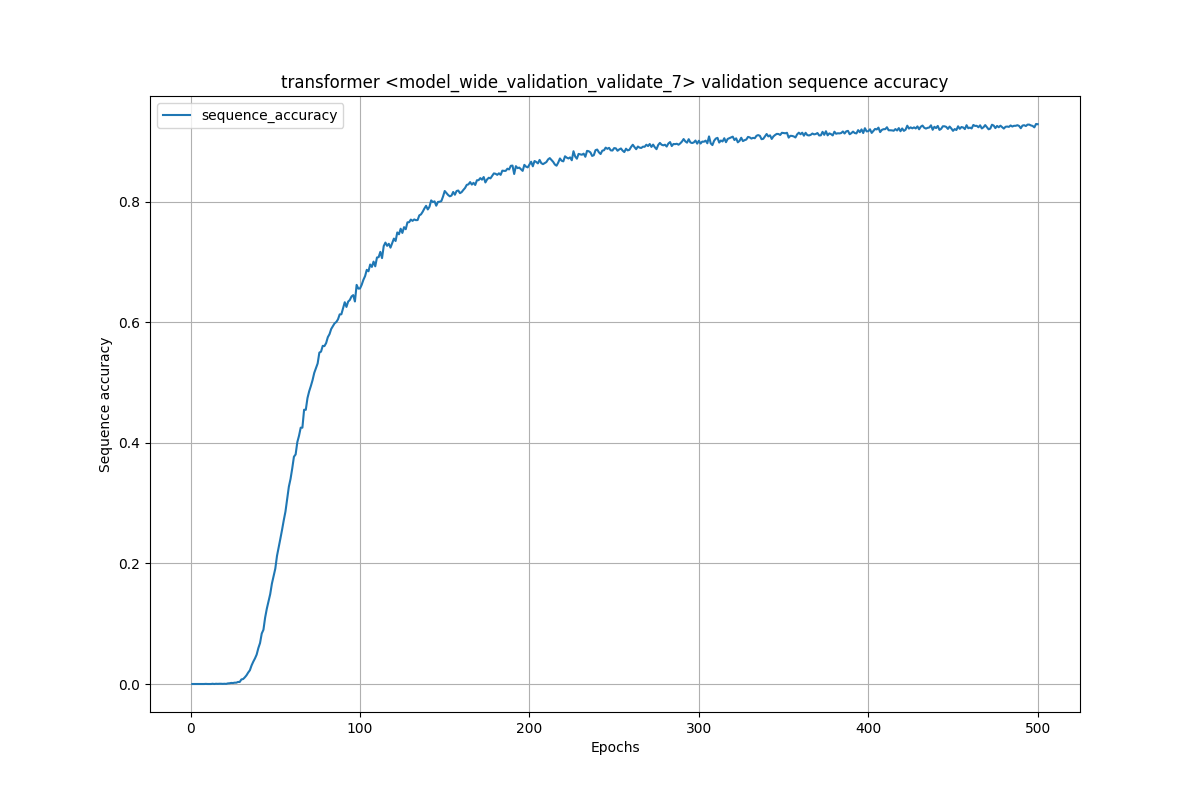 transformer <model_wide_validation_validate_7> validation sequence accuracy
sequence_accuracy
0.8
0.6
0.4
0.2
0.0
Sequence accuracy
0
100
200
300
400
500
Epochs